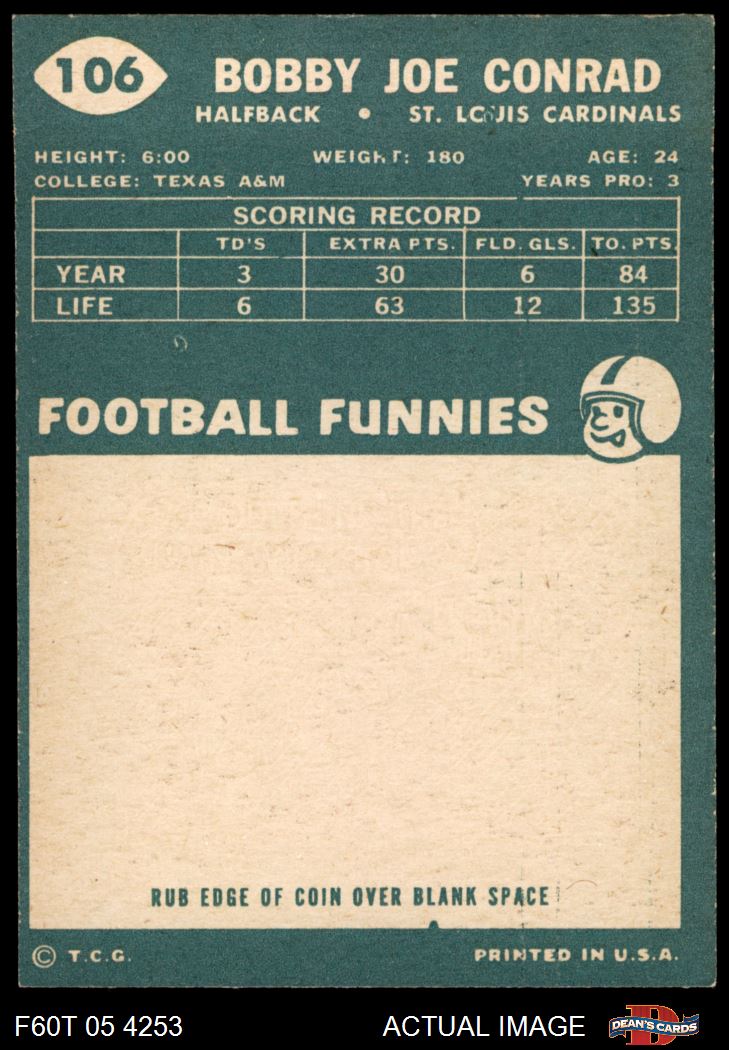 106
BOBBY JOE CONRAD
HALFBACK • ST. LOUIS CARDINALS
HEIGHT: 6:00 WEIGHT: 180 AGE: 24
COLLEGE: TEXAS A&M YEARS PRO: 3
SCORING RECORD
TD'S EXTRA PTS. FLD. GLS. TO. PTS.
YEAR 3 30 6 84
LIFE 6 63 12 135
FOOTBALL FUNNIES
RUB EDGE OF COIN OVER BLANK SPACE
© T.C.G. PRINTED IN U.S.A.
F60T 05 4253 ACTUAL IMAGE D DEAN'S CARDS